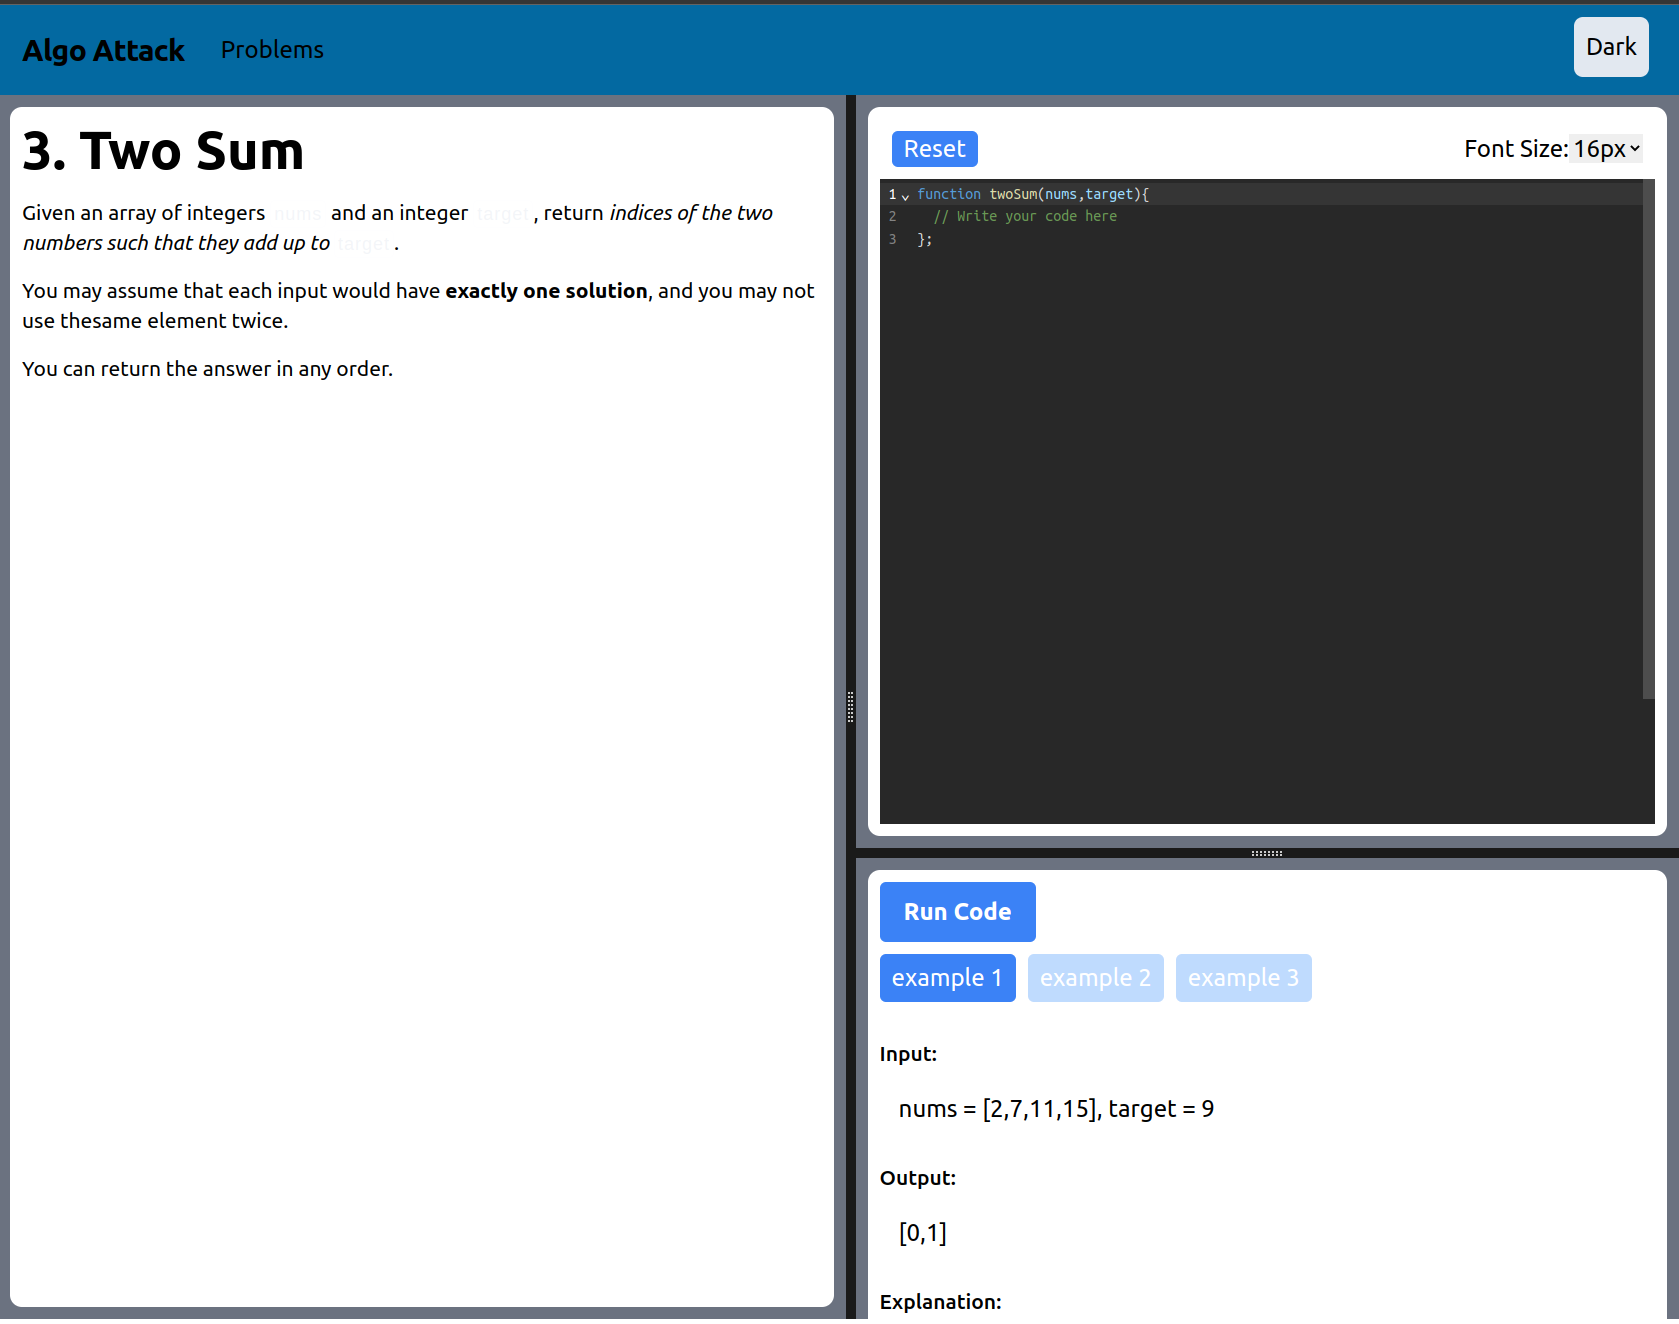 Algo Attack Problems Dark
3. Two Sum
Given an array of integers nums and an integer target, return indices of the two
numbers such that they add up to target.
You may assume that each input would have exactly one solution, and you may not
use thesame element twice.
You can return the answer in any order.
Reset Font Size: 16px
1 function twoSum(nums,target){
2 // Write your code here
3 };
Run Code
example 1 example 2 example 3
Input:
nums = [2,7,11,15], target = 9
Output:
[0,1]
Explanation: